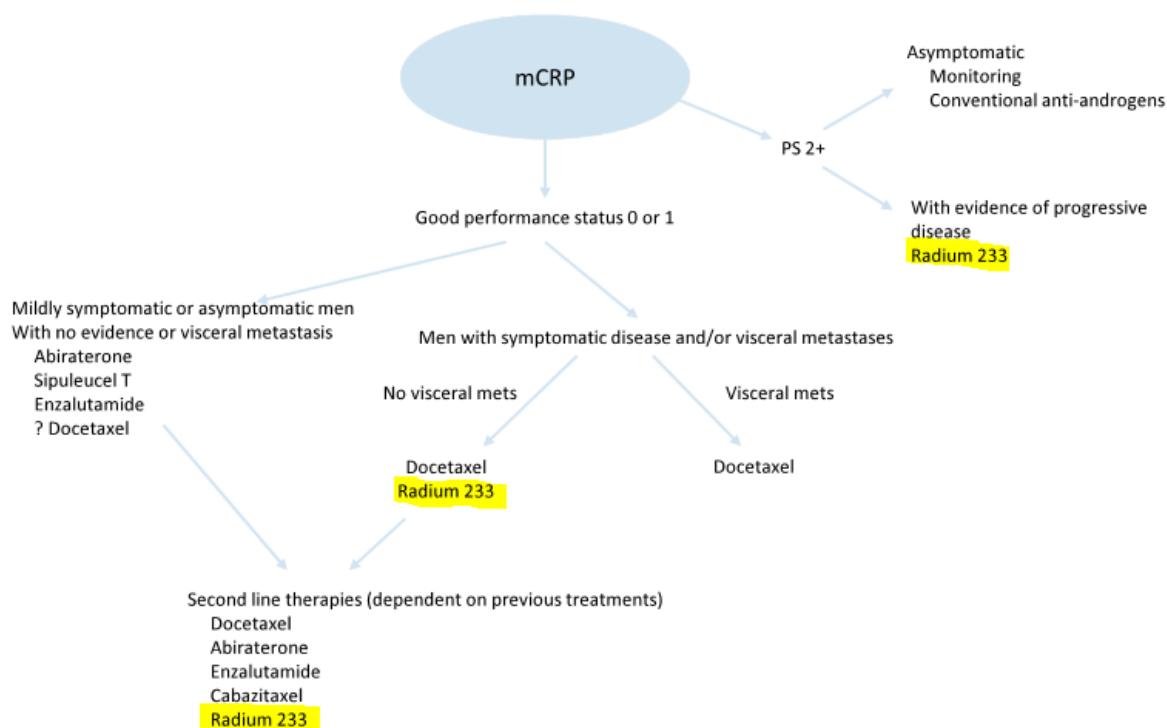 mCRP
Asymptomatic
Monitoring
Conventional anti-androgens
PS 2+
With evidence of progressive
disease
Radium 233
Good performance status 0 or 1
Mildly symptomatic or asymptomatic men
With no evidence or visceral metastasis
Abiraterone
Sipuleucel T
Enzalutamide
? Docetaxel
Men with symptomatic disease and/or visceral metastases
No visceral mets
Visceral mets
Docetaxel
Radium 233
Docetaxel
Second line therapies (dependent on previous treatments)
Docetaxel
Abiraterone
Enzalutamide
Cabazitaxel
Radium 233